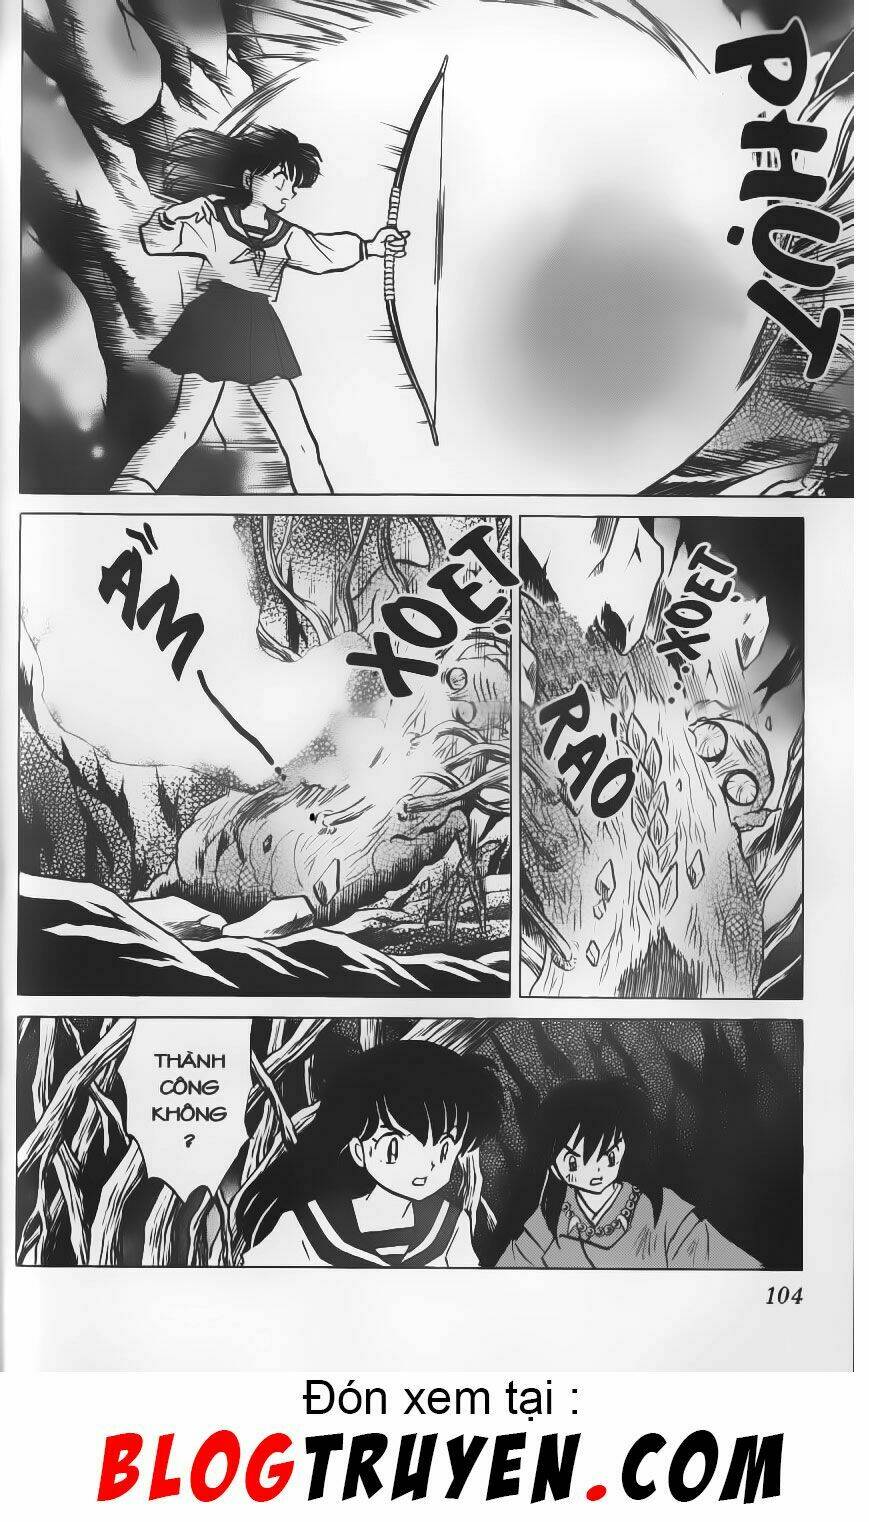 PHỤT
XOẸT
RÀO
XOẸT
ẦM
THÀNH
CÔNG
KHÔNG
?
104
Đón xem tại :
BLOGTRUYEN.COM